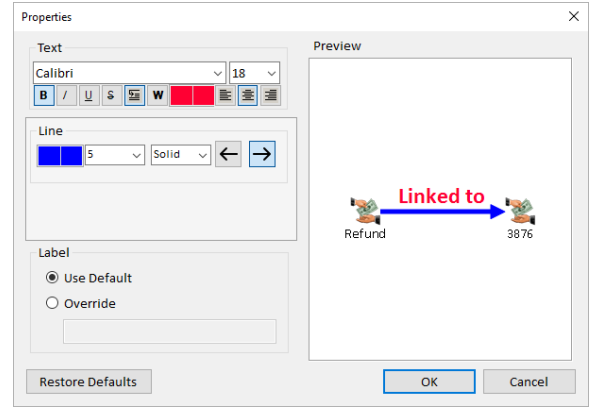 Properties
Text
Calibri
18
B I U S W
Line
5
Solid
Label
Use Default
Override
Restore Defaults
Preview
Linked to
Refund
3876
OK
Cancel